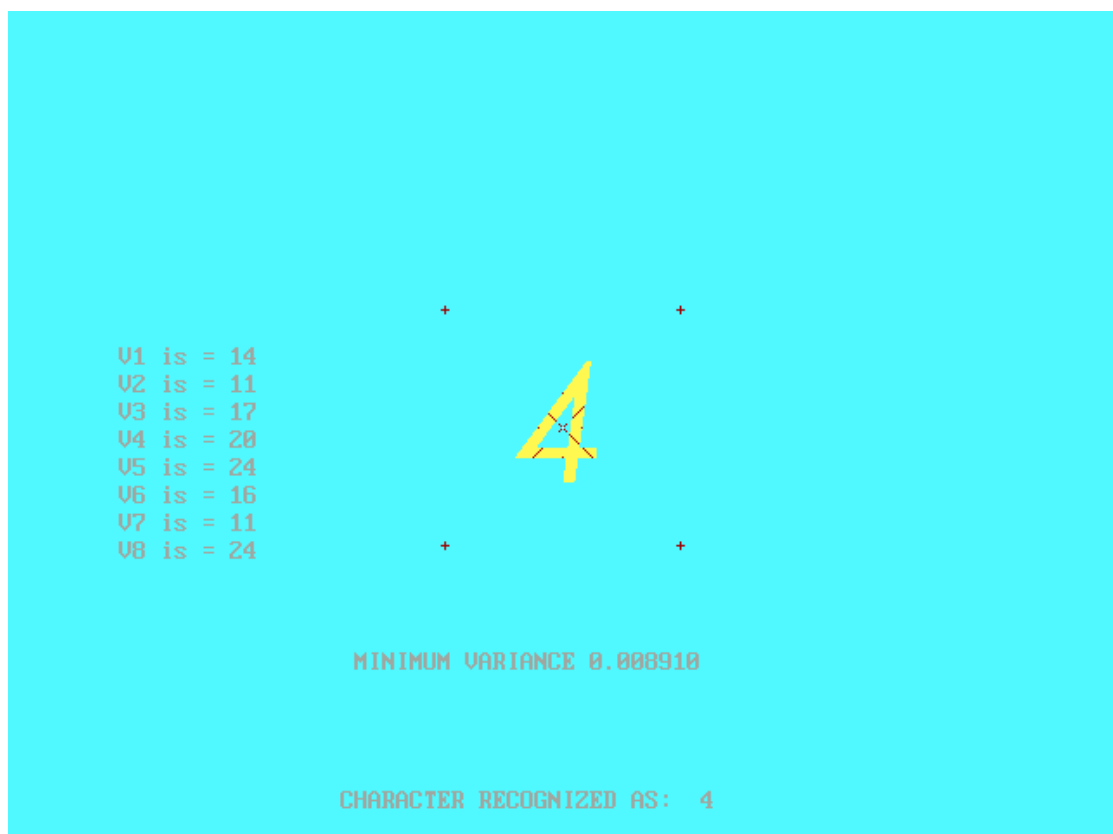 V1 is = 14
V2 is = 11
V3 is = 17
V4 is = 20
V5 is = 24
V6 is = 16
V7 is = 11
V8 is = 24
4
MINIMUM VARIANCE 0.008910
CHARACTER RECOGNIZED AS: 4